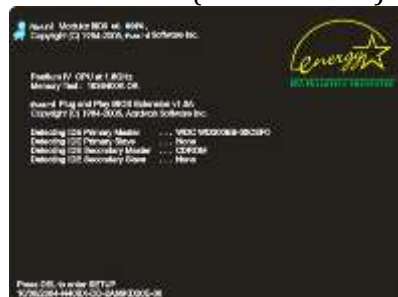 Award Modular BIOS v6.00PG
Copyright (C) 1984-2005, Award Software Inc.
energy
Pentium IV CPU at 1.8GHz
Memory Test : OK
Award Plug and Play BIOS Extension v1.0A
Copyright (C) 1984-2005, Software Inc.
Detecting IDE Primary Master ... WDC
Detecting IDE Primary Slave ... None
Detecting IDE Secondary Master ... CDROM
Detecting IDE Secondary Slave ... None
Press DEL to enter SETUP